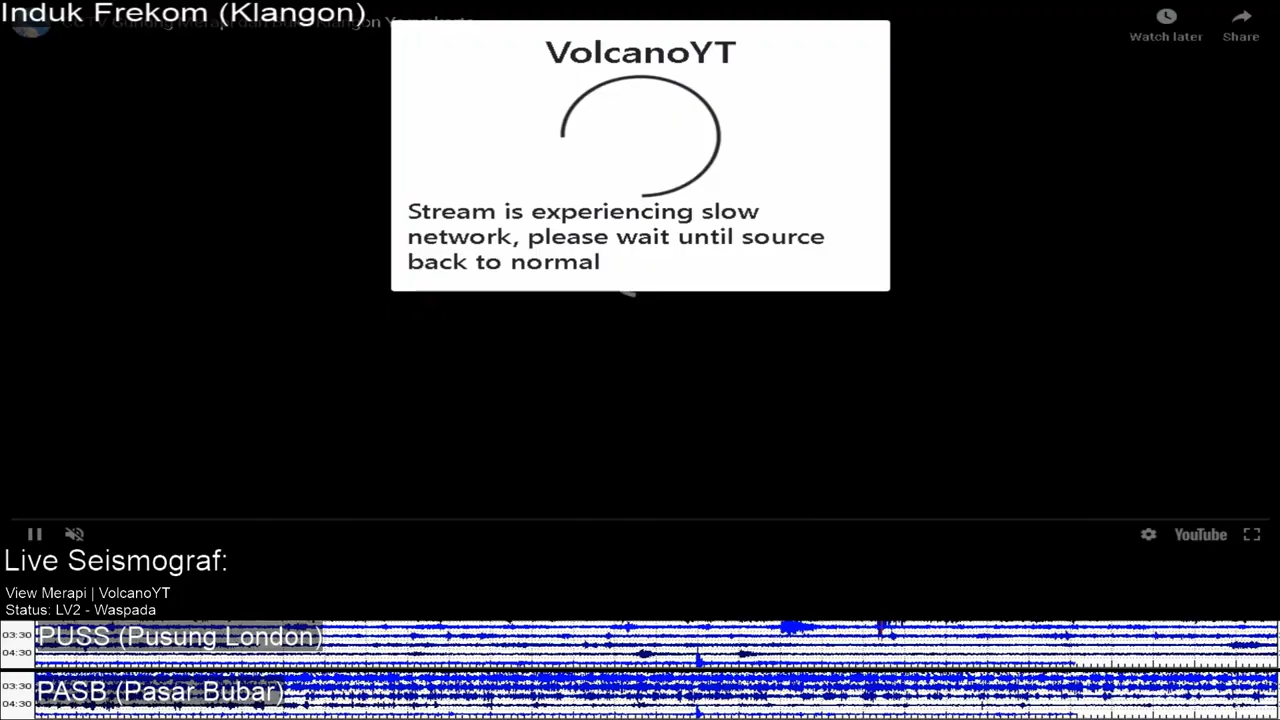 Induk Frekom (Klangon)
Watch later
Share
VolcanoYT
Stream is experiencing slow
network, please wait until source
back to normal
YouTube
Live Seismograf:
View Merapi | VolcanoYT
Status: LV2 - Waspada
03:30
PUSS (Pusung London)
04:30
03:30
PASB (Pasar Bubar)
04:30